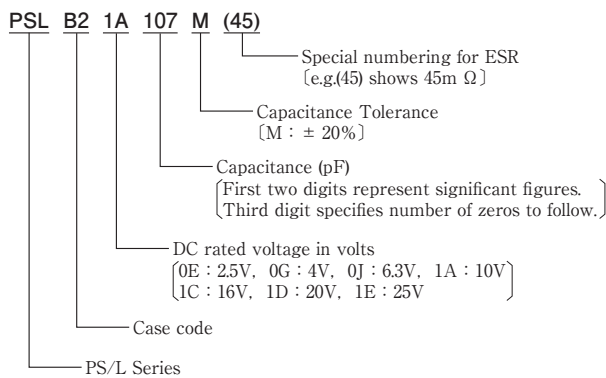 PSL B2 1A 107 M (45)
Special numbering for ESR
〔e.g.(45) shows 45m Ω〕
Capacitance Tolerance
〔M : ± 20%〕
Capacitance (pF)
First two digits represent significant figures.
Third digit specifies number of zeros to follow.
DC rated voltage in volts
0E : 2.5V, 0G : 4V, 0J : 6.3V, 1A : 10V
1C : 16V, 1D : 20V, 1E : 25V
Case code
PS/L Series